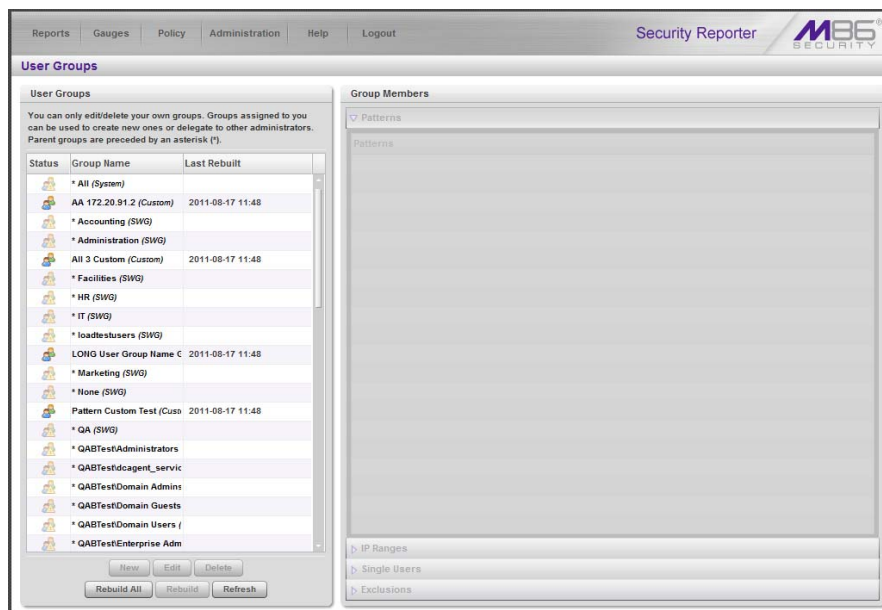 Reports Gauges Policy Administration Help Logout
Security Reporter
M86®
SECURITY
User Groups
User Groups
You can only edit/delete your own groups. Groups assigned to you
can be used to create new ones or delegate to other administrators.
Parent groups are preceded by an asterisk (*).
Status Group Name Last Rebuilt
* All (System)
AA 172.20.91.2 (Custom) 2011-08-17 11:48
* Accounting (SWG)
* Administration (SWG)
All 3 Custom (Custom) 2011-08-17 11:48
* Facilities (SWG)
* HR (SWG)
* IT (SWG)
* loadtestusers (SWG)
LONG User Group Name G 2011-08-17 11:48
* Marketing (SWG)
* None (SWG)
Pattern Custom Test (Custo 2011-08-17 11:48
* QA (SWG)
* QABTest\Administrators
* QABTest\dcagent_servic
* QABTest\Domain Admins
* QABTest\Domain Guests
* QABTest\Domain Users (
* QABTest\Enterprise Adm
New Edit Delete
Rebuild All Rebuild Refresh
Group Members
Patterns
Patterns
IP Ranges
Single Users
Exclusions